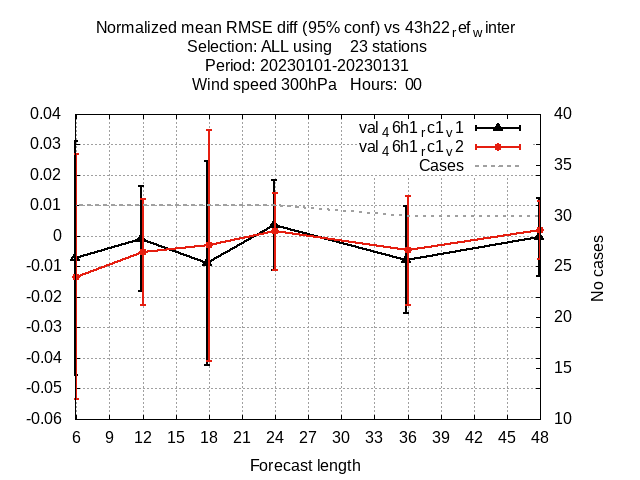 Normalized mean RMSE diff (95% conf) vs 43h22refwinter
Selection: ALL using 23 stations
Period: 20230101-20230131
Wind speed 300hPa Hours: 00
val46h1rc1v1
val46h1rc1v2
Cases
0.04
0.03
0.02
0.01
0
-0.01
-0.02
-0.03
-0.04
-0.05
-0.06
40
35
30
25
20
15
10
No cases
6 9 12 15 18 21 24 27 30 33 36 39 42 45 48
Forecast length